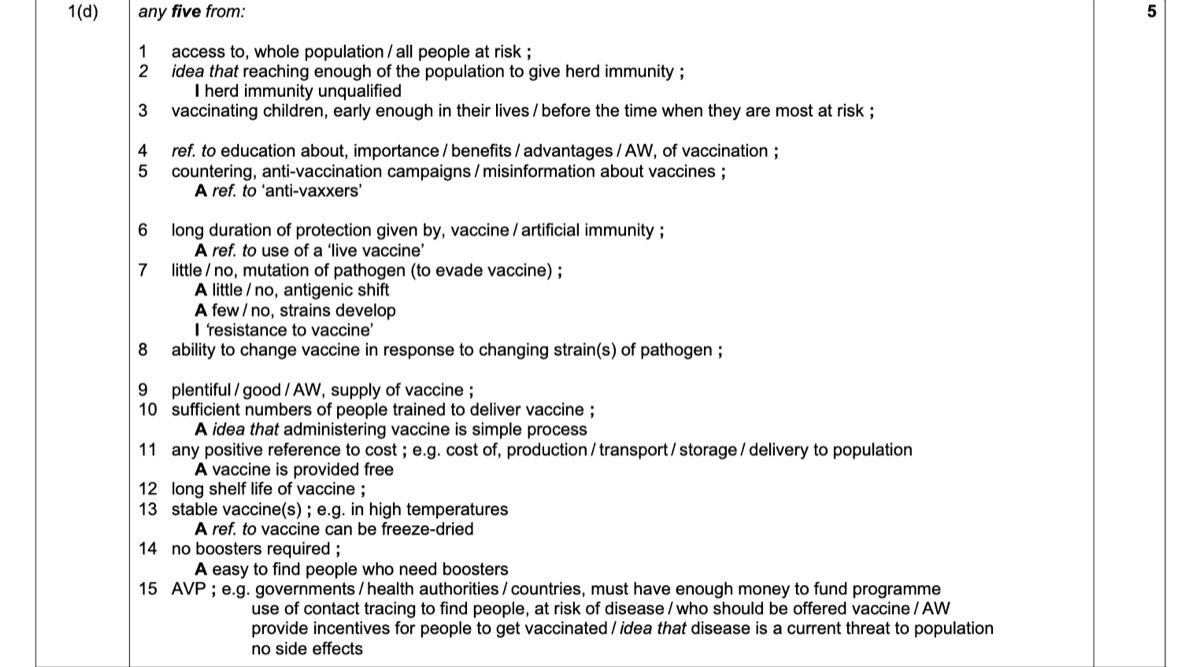 1(d) any five from: 5
1 access to, whole population / all people at risk ;
2 idea that reaching enough of the population to give herd immunity ;
I herd immunity unqualified
3 vaccinating children, early enough in their lives / before the time when they are most at risk ;
4 ref. to education about, importance / benefits / advantages / AW, of vaccination ;
5 countering, anti-vaccination campaigns / misinformation about vaccines ;
A ref. to ‘anti-vaxxers’
6 long duration of protection given by, vaccine / artificial immunity ;
A ref. to use of a ‘live vaccine’
7 little / no, mutation of pathogen (to evade vaccine) ;
A little / no, antigenic shift
A few / no, strains develop
I ‘resistance to vaccine’
8 ability to change vaccine in response to changing strain(s) of pathogen ;
9 plentiful / good / AW, supply of vaccine ;
10 sufficient numbers of people trained to deliver vaccine ;
A idea that administering vaccine is simple process
11 any positive reference to cost ; e.g. cost of, production / transport / storage / delivery to population
A vaccine is provided free
12 long shelf life of vaccine ;
13 stable vaccine(s) ; e.g. in high temperatures
A ref. to vaccine can be freeze-dried
14 no boosters required ;
A easy to find people who need boosters
15 AVP ; e.g. governments / health authorities / countries, must have enough money to fund programme
use of contact tracing to find people, at risk of disease / who should be offered vaccine / AW
provide incentives for people to get vaccinated / idea that disease is a current threat to population
no side effects